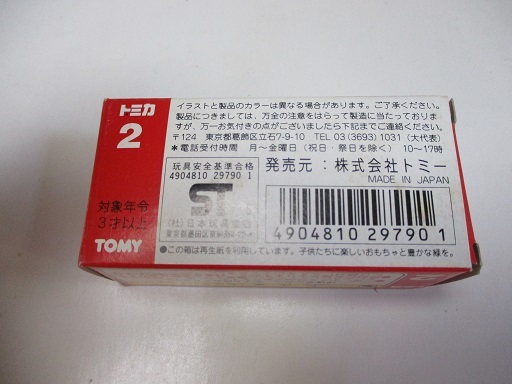 トミカ
2
対象年令
3才以上
TOMY
イラストと製品のカラーは異なる場合があります。ご了承ください。
製品につきましては、万全の注意をはらって製造に当たっております
が、万一お気付きの点がございましたら下記までご連絡ください。
〒124 東京都葛飾区立石7-9-10 TEL 03(3693)1031(大代表)
*電話受付時間 月〜金曜日(祝日・祭日を除く)10〜17時
玩具安全基準合格
4904810 29790 1
ST
(社)日本玩具協会
発売元:株式会社トミー
MADE IN JAPAN
4 904810 297901
●この箱は再生紙を利用しています。子供たちに楽しいおもちゃと豊かな緑を。